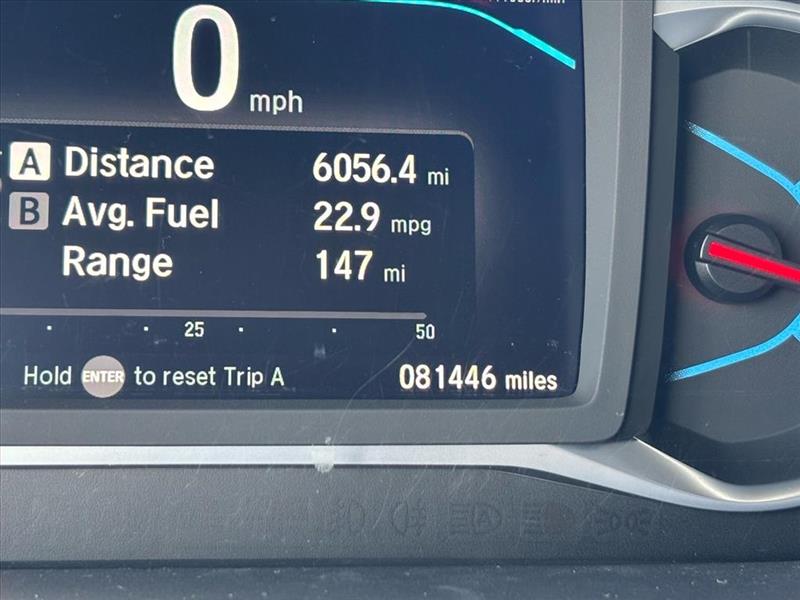 0 mph
A Distance 6056.4 mi
B Avg. Fuel 22.9 mpg
Range 147 mi
25 50
Hold ENTER to reset Trip A 081446 miles